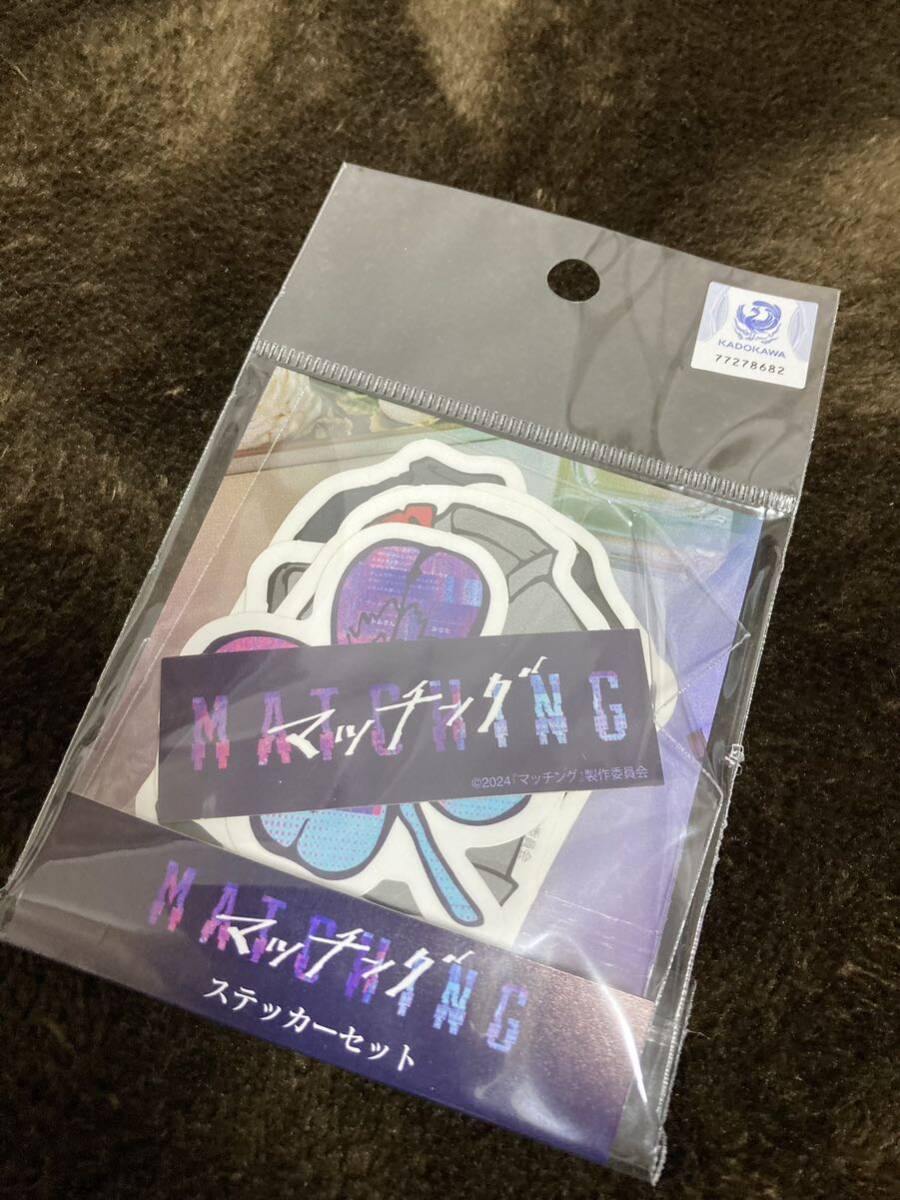 KADOKAWA
77278682
MATCHING
マッチング
©2024『マッチング』製作委員会
MATCHING
マッチング
ステッカーセット